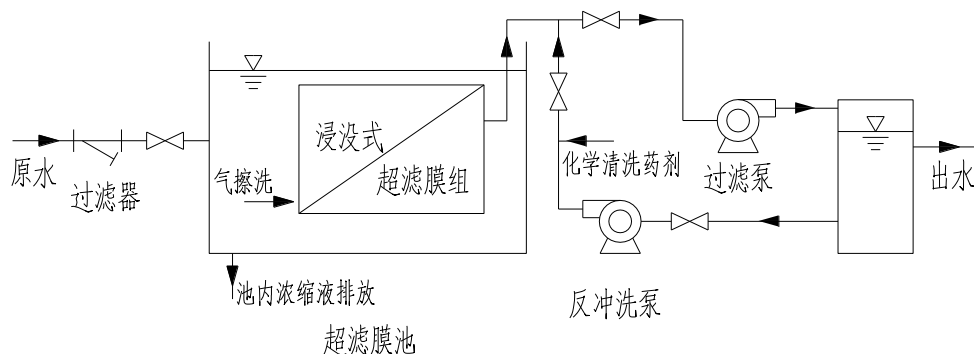 原水
过滤器
气擦洗
浸没式
超滤膜组
池内浓缩液排放
超滤膜池
化学清洗药剂
过滤泵
反冲洗泵
出水